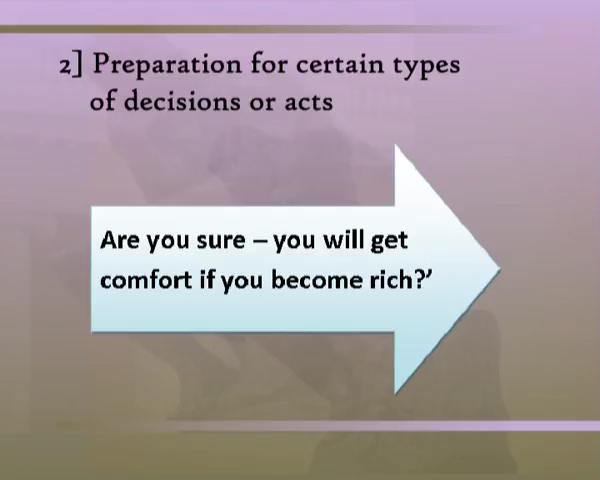 2] Preparation for certain types
of decisions or acts
Are you sure – you will get
comfort if you become rich?’